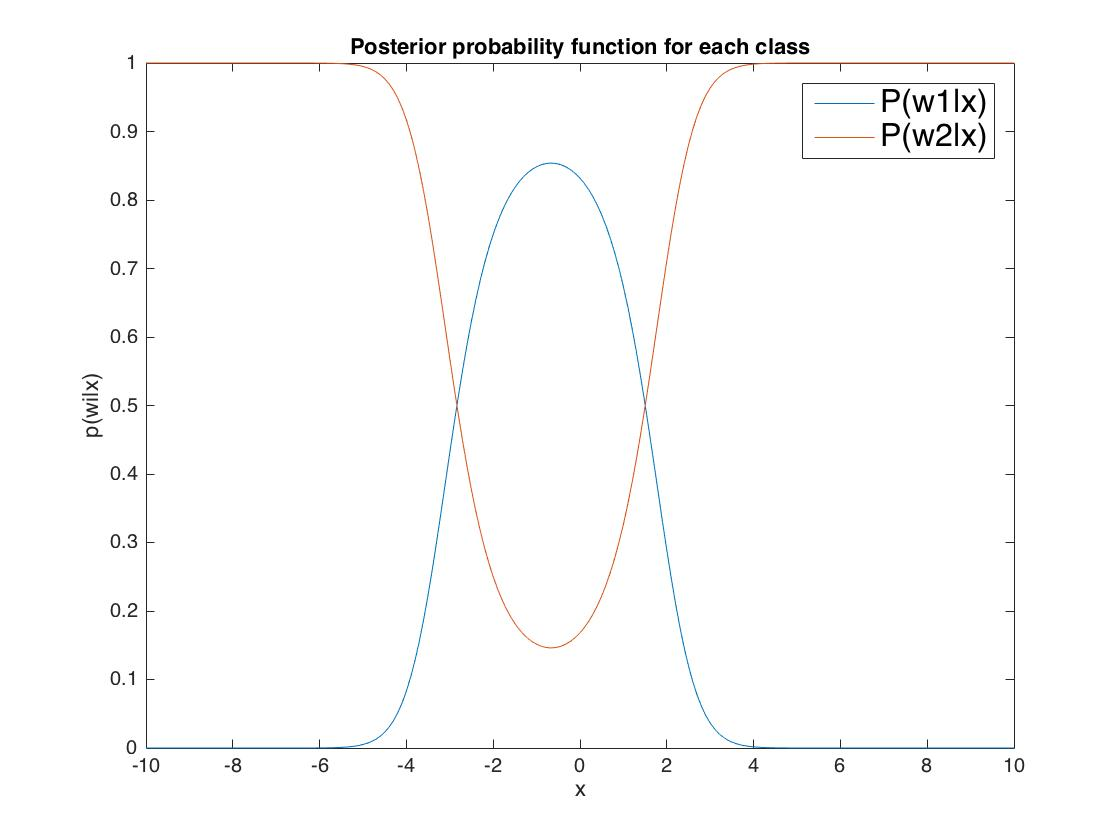 Posterior probability function for each class
1
0.9
0.8
0.7
0.6
0.5
0.4
0.3
0.2
0.1
0
p(wi|x)
P(w1|x)
P(w2|x)
-10 -8 -6 -4 -2 0 2 4 6 8 10
x